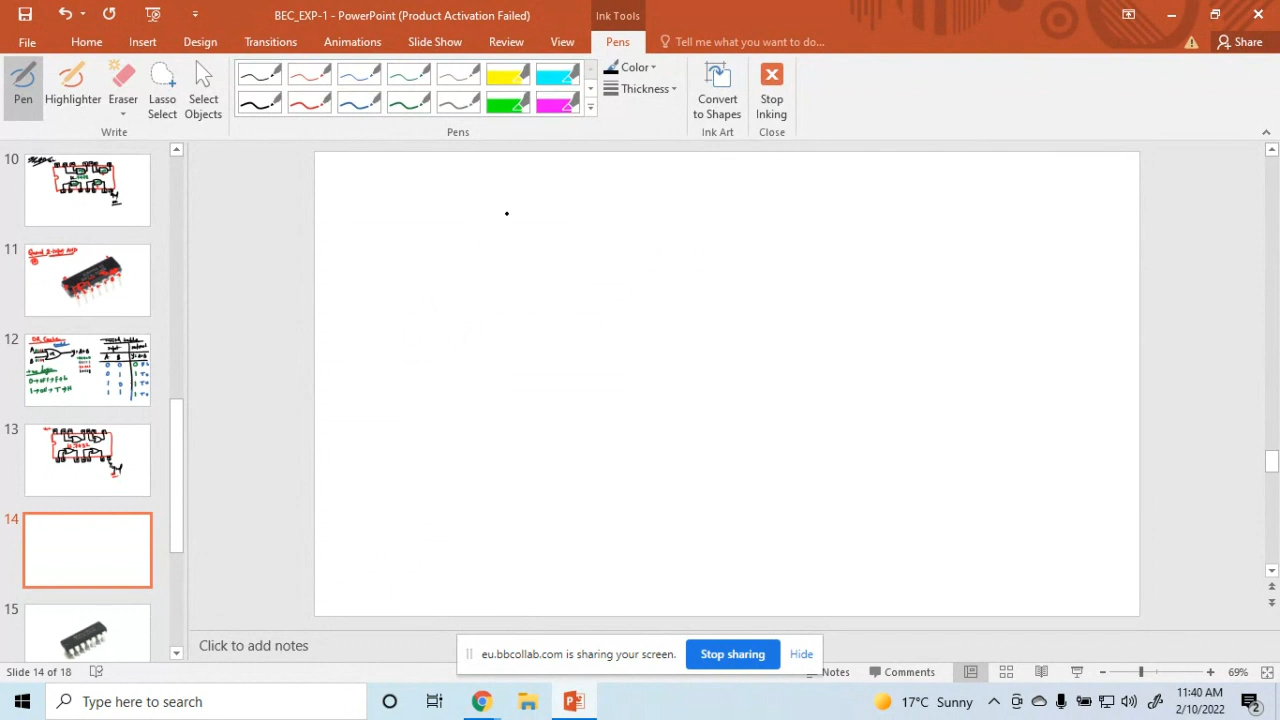 BEC_EXP-1 - PowerPoint (Product Activation Failed)
Ink Tools
File
Home
Insert
Design
Transitions
Animations
Slide Show
Review
View
Pens
Tell me what you want to do...
Share
Pen
Highlighter
Eraser
Lasso
Select
Select
Objects
Color
Thickness
Convert
to Shapes
Stop
Inking
Write
Pens
Ink Art
Close
10
11
12
13
14
15
Click to add notes
eu.bbcollab.com is sharing your screen.
Stop sharing
Hide
Slide 14 of 18
Notes
Comments
69%
Type here to search
17°C Sunny
11:40 AM
2/10/2022
2